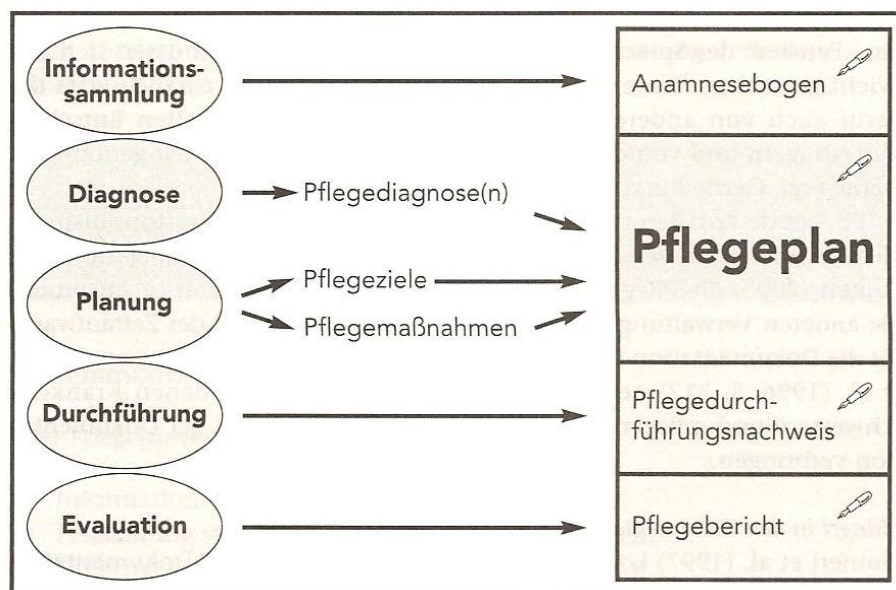 Informations-
sammlung
Anamnesebogen
Diagnose
Pflegediagnose(n)
Pflegeplan
Planung
Pflegeziele
Pflegemaßnahmen
Durchführung
Pflegedurch-
führungsnachweis
Evaluation
Pflegebericht